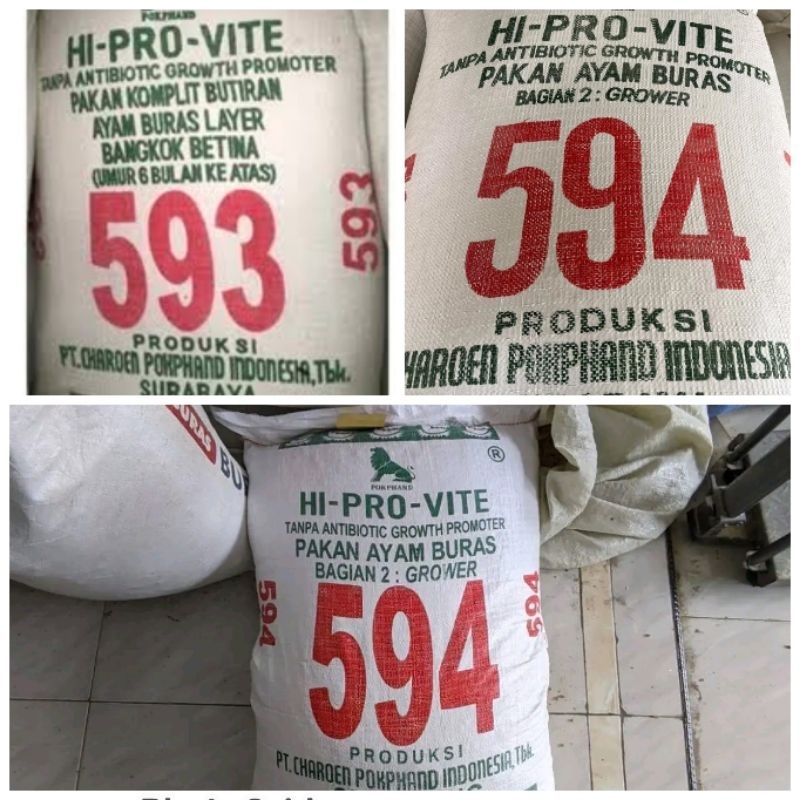 POKPHAND
HI-PRO-VITE
TANPA ANTIBIOTIC GROWTH PROMOTER
PAKAN KOMPLIT BUTIRAN
AYAM BURAS LAYER
BANGKOK BETINA
(UMUR 6 BULAN KE ATAS)
593
593
PRODUKSI
PT. CHAROEN POKPHAND INDONESIA, Tbk.
SURABAYA
HI-PRO-VITE
TANPA ANTIBIOTIC GROWTH PROMOTER
PAKAN AYAM BURAS
BAGIAN 2 : GROWER
594
PRODUKSI
HAROEN POKPHAND INDONESIA
BURAS
BU
®
POKPHAND
HI-PRO-VITE
TANPA ANTIBIOTIC GROWTH PROMOTER
PAKAN AYAM BURAS
BAGIAN 2 : GROWER
594
594
594
PRODUKSI
PT. CHAROEN POKPHAND INDONESIA, Tbk.